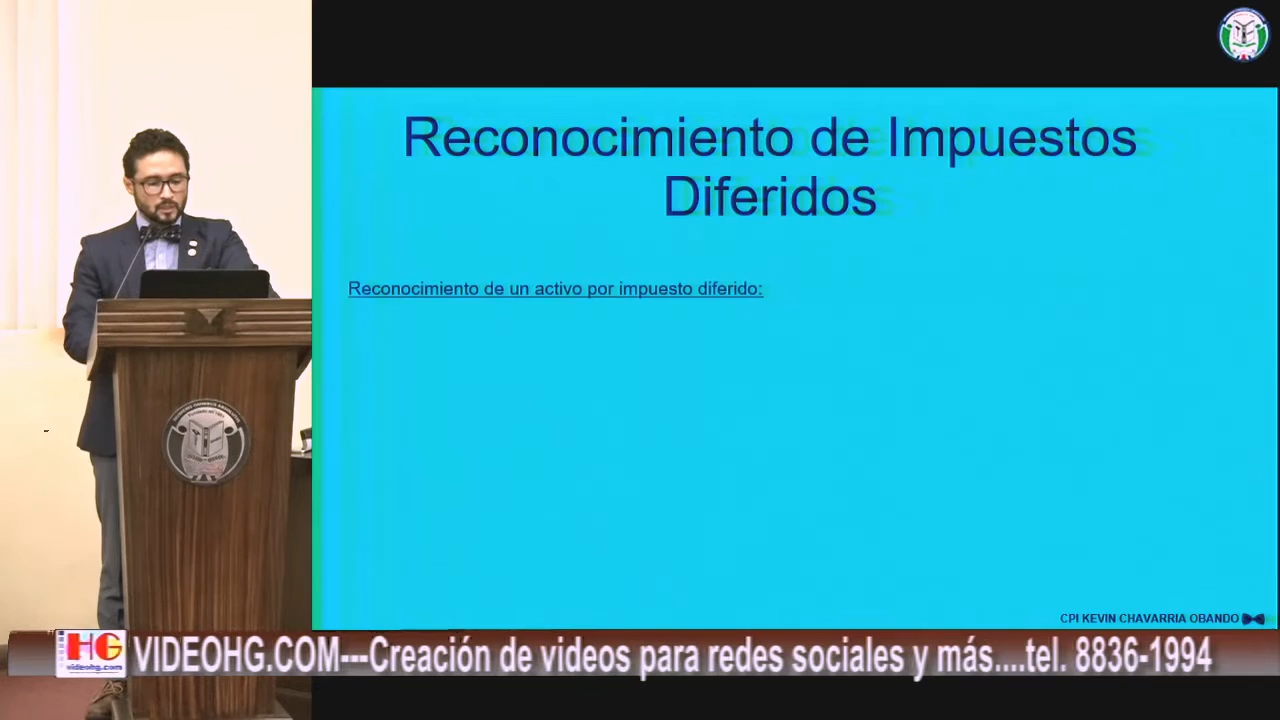 Reconocimiento de Impuestos
Diferidos
Reconocimiento de un activo por impuesto diferido:
CPI KEVIN CHAVARRIA OBANDO
HG
videohg.com
VIDEOHG.COM---Creación de videos para redes sociales y más....tel. 8836-1994